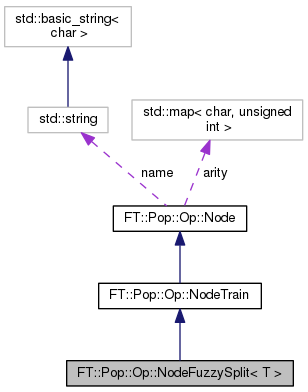 std::basic_string<
char >
std::string
std::map< char, unsigned
int >
name
arity
FT::Pop::Op::Node
FT::Pop::Op::NodeTrain
FT::Pop::Op::NodeFuzzySplit< T >